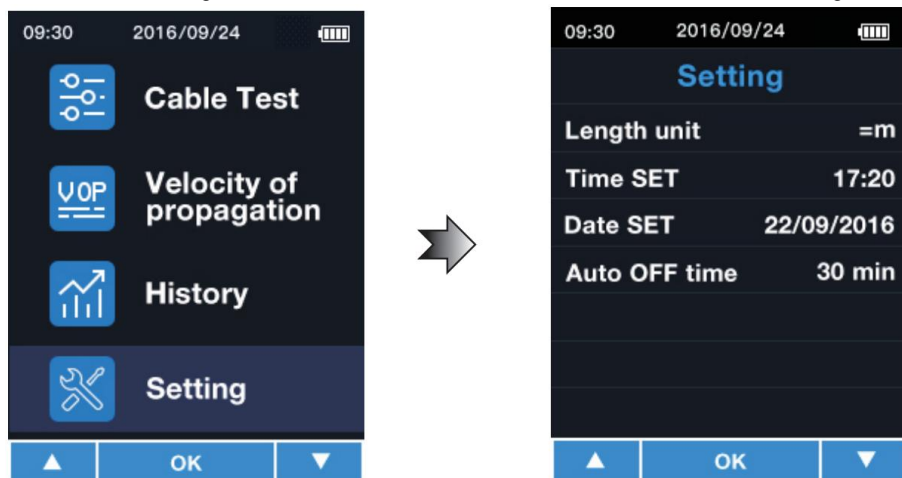 09:30 2016/09/24
Cable Test
VOP
Velocity of
propagation
History
Setting
▲ OK ▼
09:30 2016/09/24
Setting
Length unit =m
Time SET 17:20
Date SET 22/09/2016
Auto OFF time 30 min
▲ OK ▼